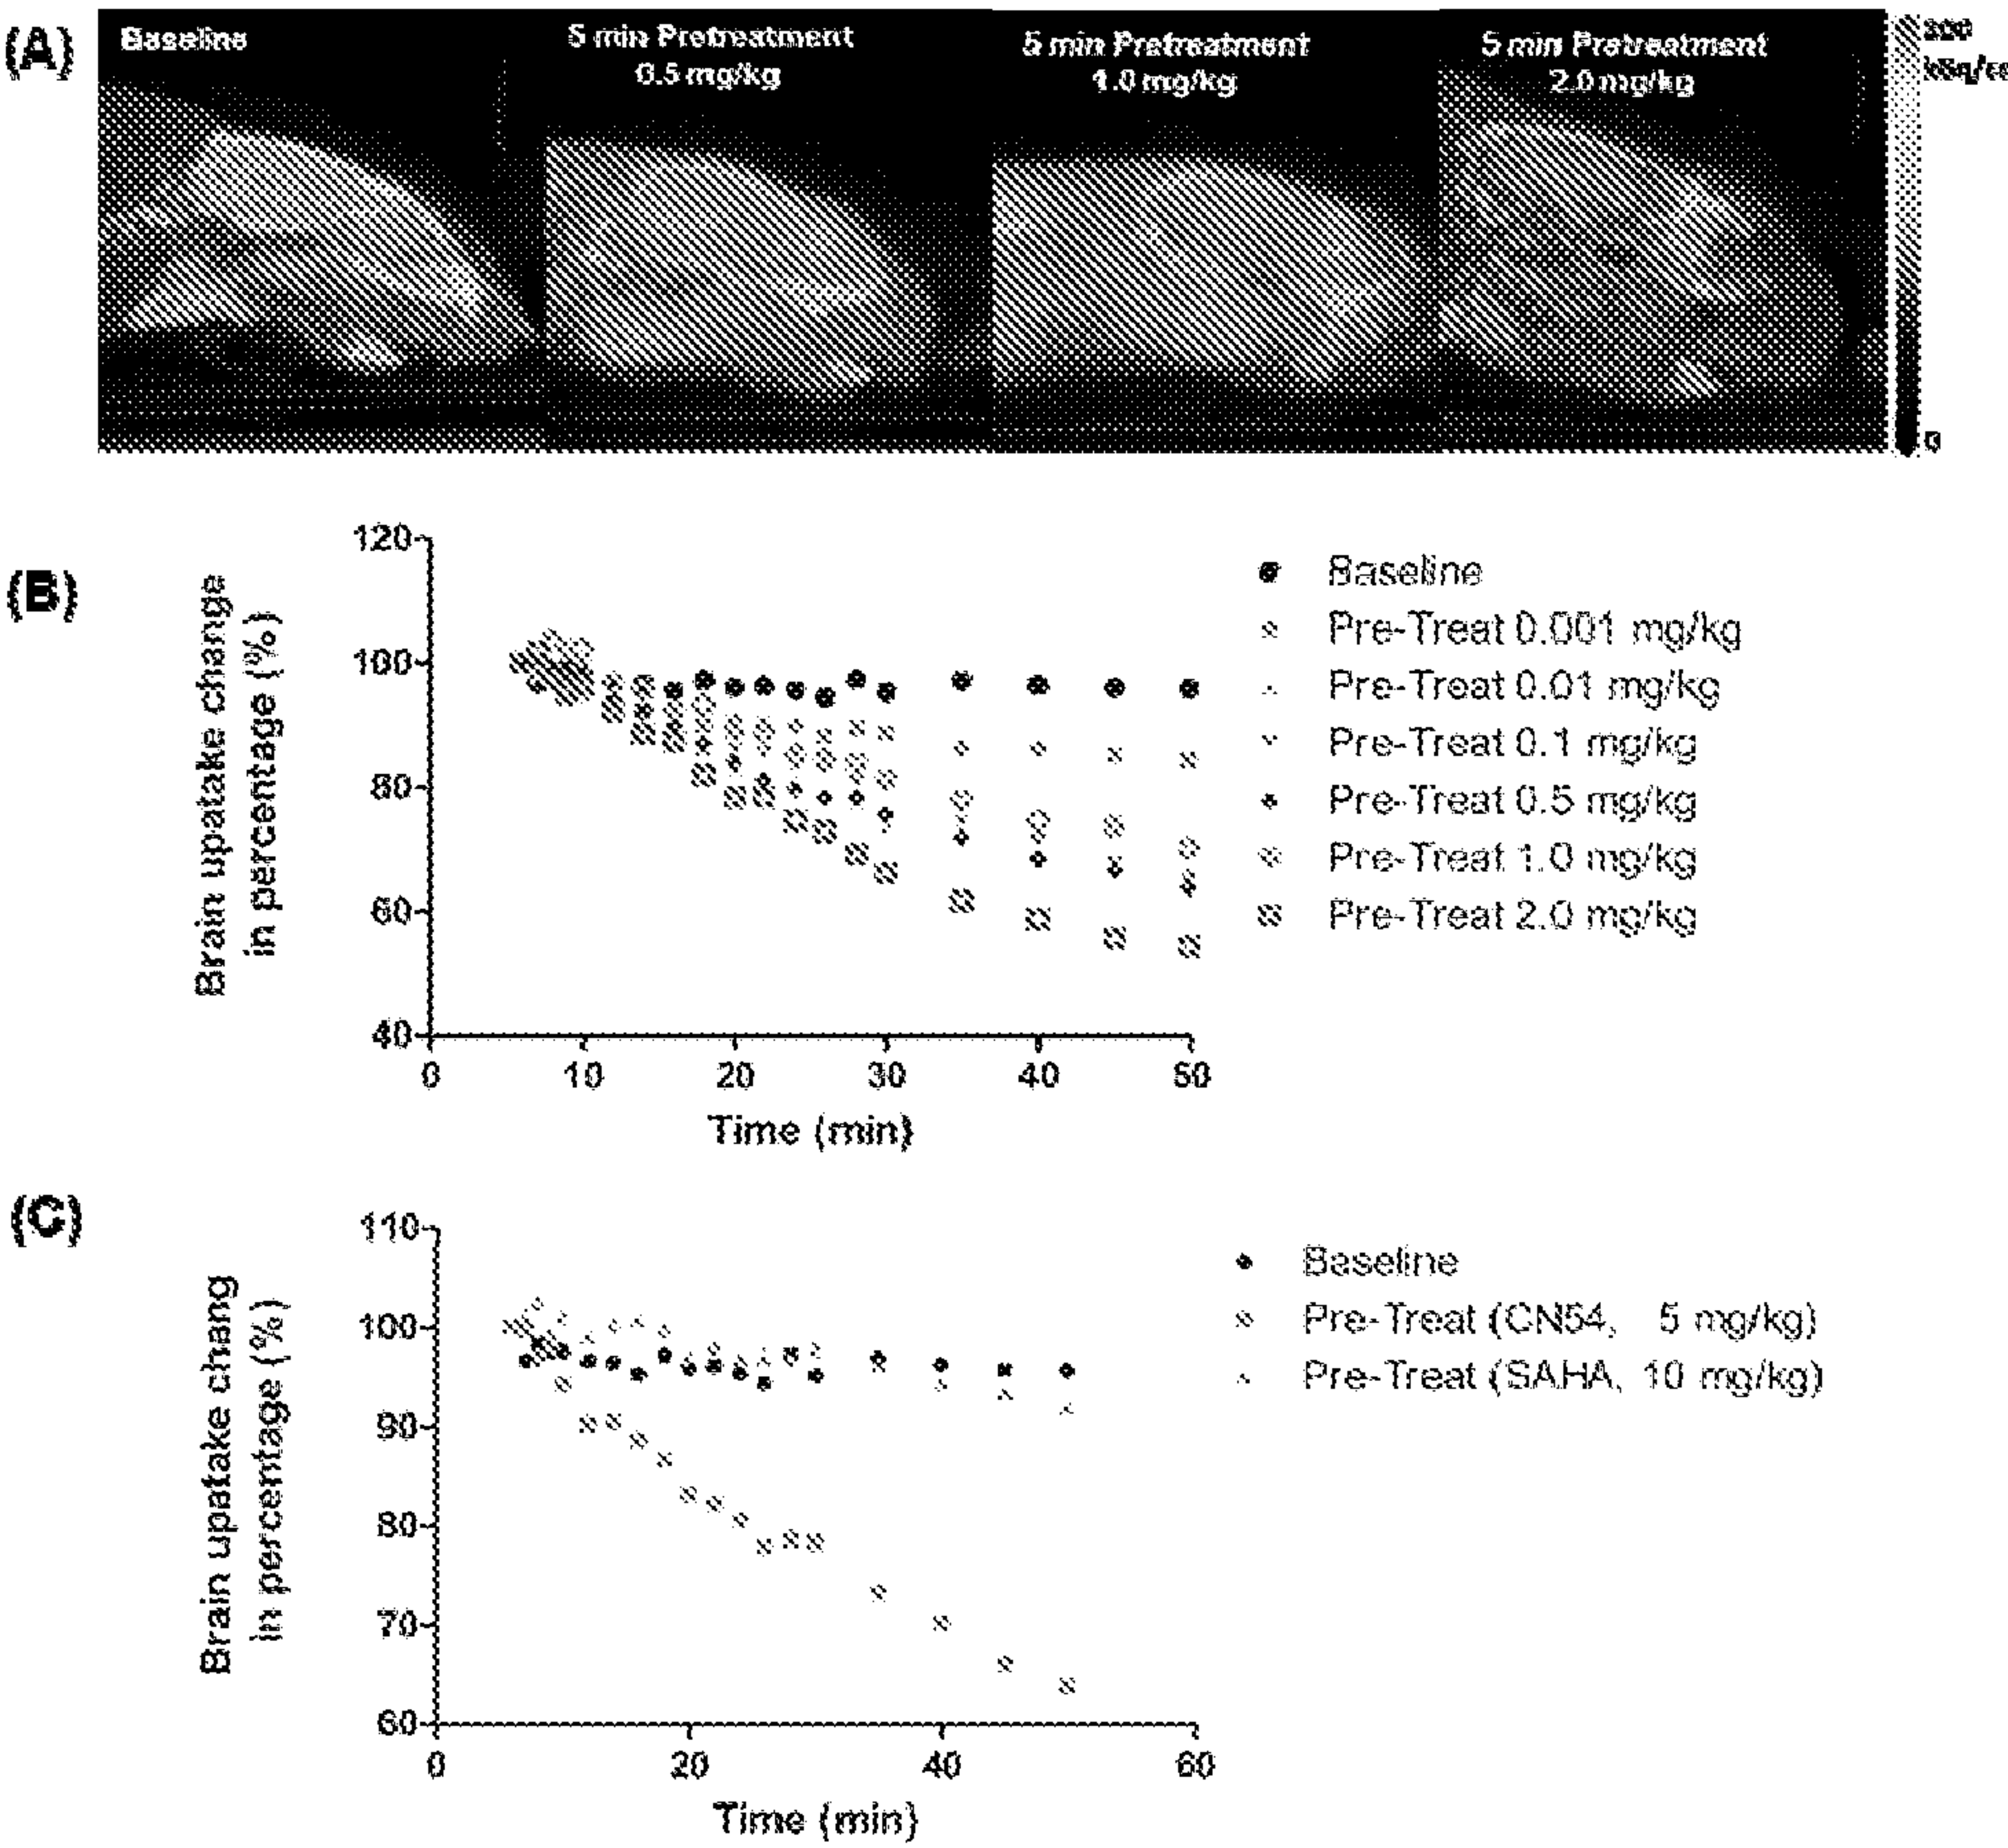 (A)
Baseline
5 min Pretreatment
0.5 mg/kg
5 min Pretreatment
1.0 mg/kg
5 min Pretreatment
2.0 mg/kg
0
(B)
Brain upatake change
in percentage (%)
120
100
80
60
40
0
10
20
30
40
50
Time (min)
Baseline
Pre-Treat 0.001 mg/kg
Pre-Treat 0.01 mg/kg
Pre-Treat 0.1 mg/kg
Pre-Treat 0.5 mg/kg
Pre-Treat 1.0 mg/kg
Pre-Treat 2.0 mg/kg
(C)
Brain upatake chang
in percentage (%)
110
100
90
80
70
60
0
20
40
60
Time (min)
Baseline
Pre-Treat (CN54, 5 mg/kg)
Pre-Treat (SAHA, 10 mg/kg)